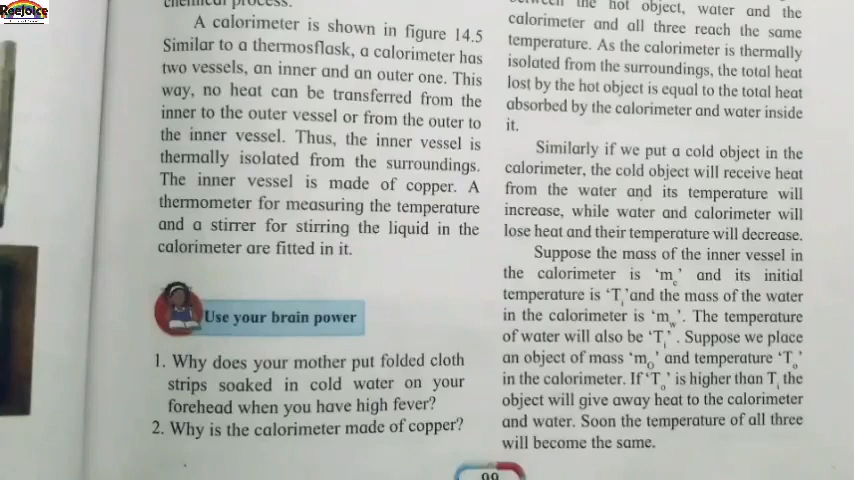 Reejoice
chemical process.
A calorimeter is shown in figure 14.5
Similar to a thermosflask, a calorimeter has
two vessels, an inner and an outer one. This
way, no heat can be transferred from the
inner to the outer vessel or from the outer to
the inner vessel. Thus, the inner vessel is
thermally isolated from the surroundings.
The inner vessel is made of copper. A
thermometer for measuring the temperature
and a stirrer for stirring the liquid in the
calorimeter are fitted in it.
Use your brain power
1. Why does your mother put folded cloth
strips soaked in cold water on your
forehead when you have high fever?
2. Why is the calorimeter made of copper?
between the hot object, water and the
calorimeter and all three reach the same
temperature. As the calorimeter is thermally
isolated from the surroundings, the total heat
lost by the hot object is equal to the total heat
absorbed by the calorimeter and water inside
it.
Similarly if we put a cold object in the
calorimeter, the cold object will receive heat
from the water and its temperature will
increase, while water and calorimeter will
lose heat and their temperature will decrease.
Suppose the mass of the inner vessel in
the calorimeter is ‘m_c’ and its initial
temperature is ‘T_i’and the mass of the water
in the calorimeter is ‘m_w’. The temperature
of water will also be ‘T_i’ . Suppose we place
an object of mass ‘m_O’ and temperature ‘T_o’
in the calorimeter. If ‘T_o’ is higher than T_i the
object will give away heat to the calorimeter
and water. Soon the temperature of all three
will become the same.